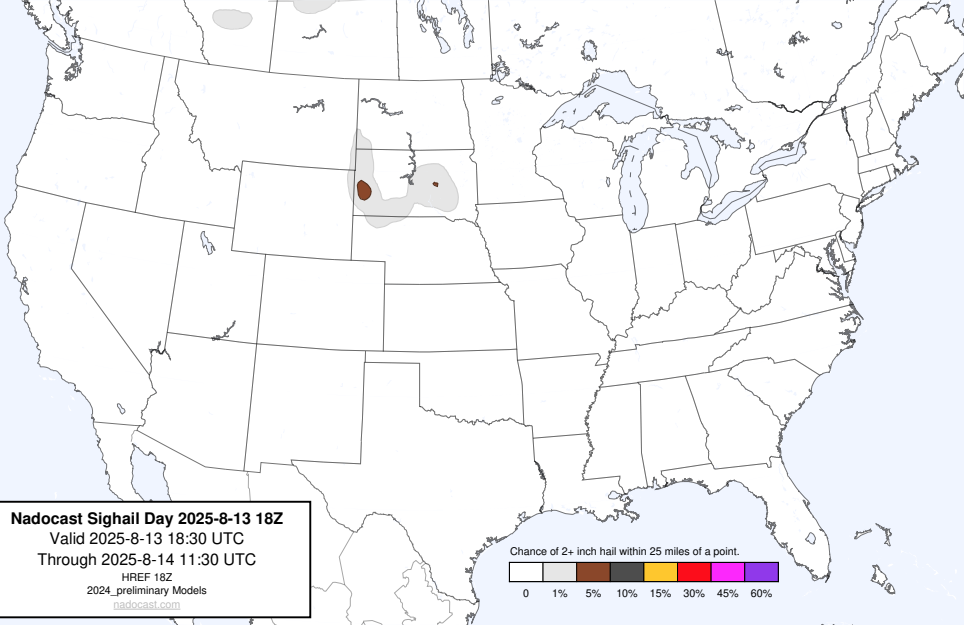 Nadocast Sighail Day 2025-8-13 18Z
Valid 2025-8-13 18:30 UTC
Through 2025-8-14 11:30 UTC
HREF 18Z
2024_preliminary Models
nadocast.com
Chance of 2+ inch hail within 25 miles of a point.
0 1% 5% 10% 15% 30% 45% 60%